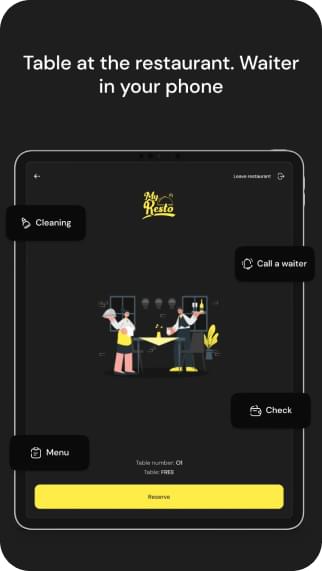 Table at the restaurant. Waiter
in your phone
Leave restaurant
My
Resto
Cleaning
Call a waiter
Check
Menu
Table number: 01
Table: FREE
Reserve